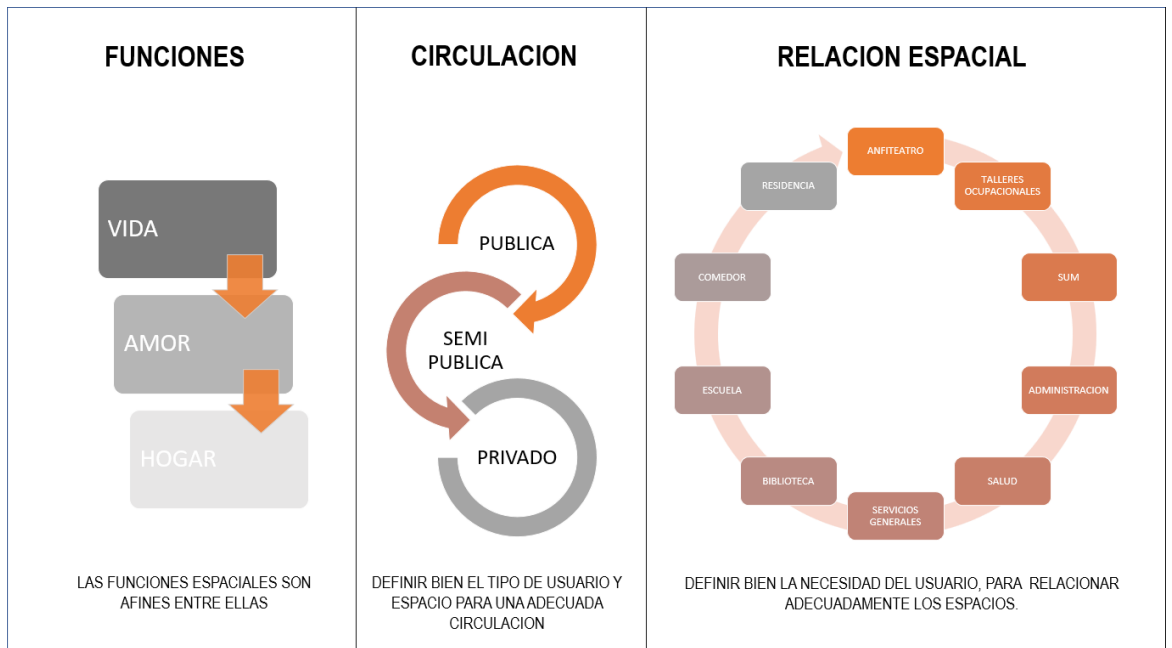 FUNCIONES
VIDA
AMOR
HOGAR
LAS FUNCIONES ESPACIALES SON
AFINES ENTRE ELLAS
CIRCULACION
PUBLICA
SEMI
PUBLICA
PRIVADO
DEFINIR BIEN EL TIPO DE USUARIO Y
ESPACIO PARA UNA ADECUADA
CIRCULACION
RELACION ESPACIAL
ANFITEATRO
TALLERES
OCUPACIONALES
SUM
ADMINISTRACION
SALUD
SERVICIOS
GENERALES
BIBLIOTECA
ESCUELA
COMEDOR
RESIDENCIA
DEFINIR BIEN LA NECESIDAD DEL USUARIO, PARA RELACIONAR
ADECUADAMENTE LOS ESPACIOS.